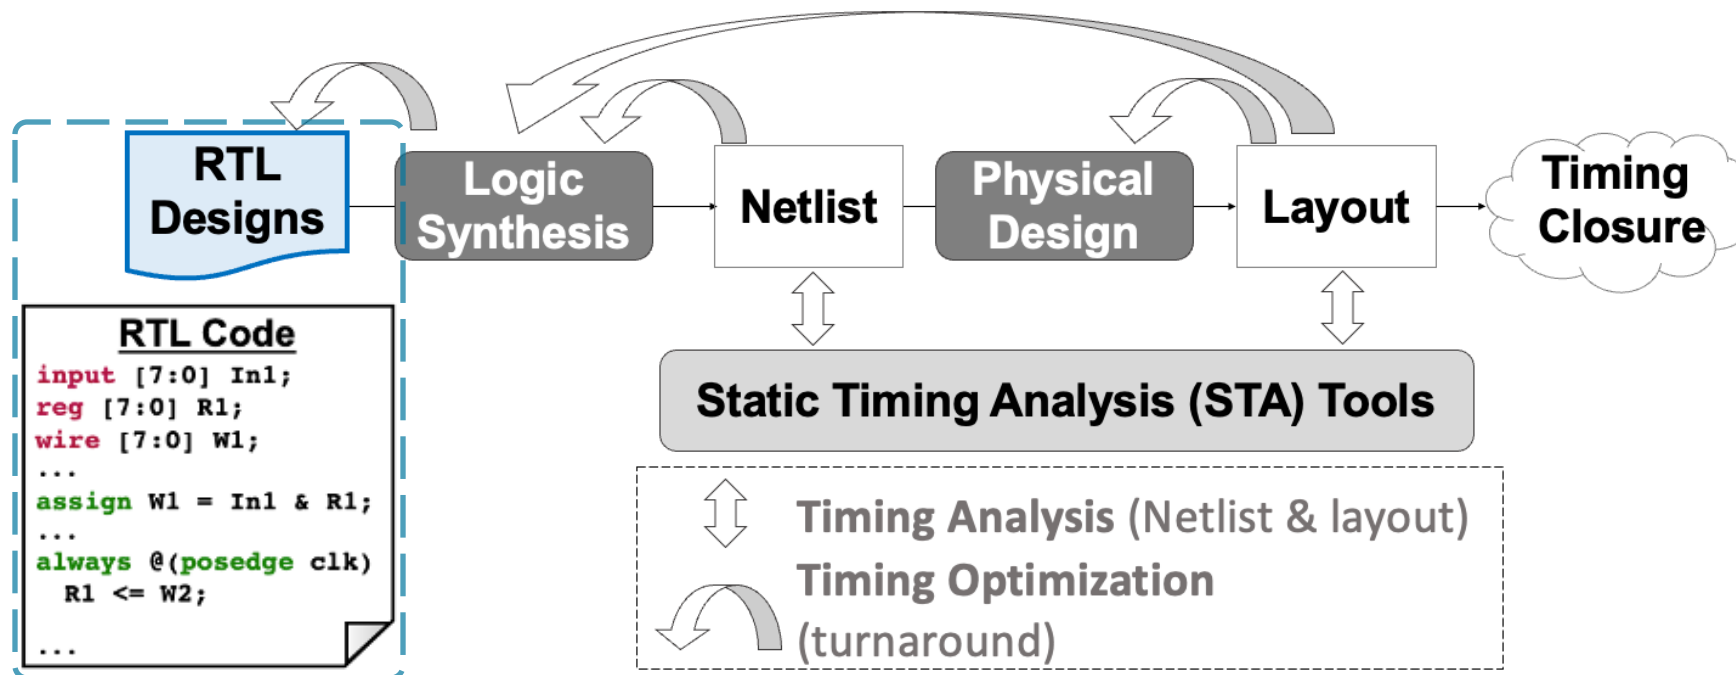 RTL
Designs
Logic
Synthesis
Netlist
Physical
Design
Layout
Timing
Closure
RTL Code
input [7:0] In1;
reg [7:0] R1;
wire [7:0] W1;
...
assign W1 = In1 & R1;
...
always @(posedge clk)
R1 <= W2;
...
Static Timing Analysis (STA) Tools
Timing Analysis (Netlist & layout)
Timing Optimization
(turnaround)